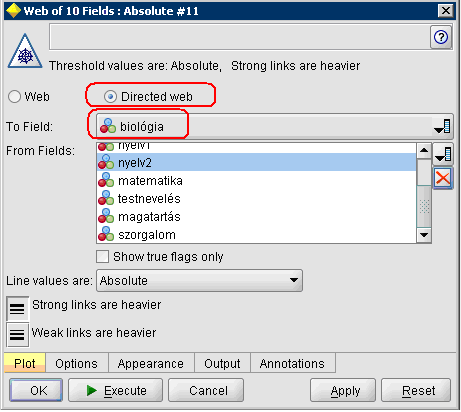 Web of 10 Fields : Absolute #11
Threshold values are: Absolute, Strong links are heavier
Web
Directed web
To Field:
biológia
From Fields:
nyelv1
nyelv2
matematika
testnevelés
magatartás
szorgalom
Show true flags only
Line values are:
Absolute
Strong links are heavier
Weak links are heavier
Plot Options Appearance Output Annotations
OK Execute Cancel Apply Reset